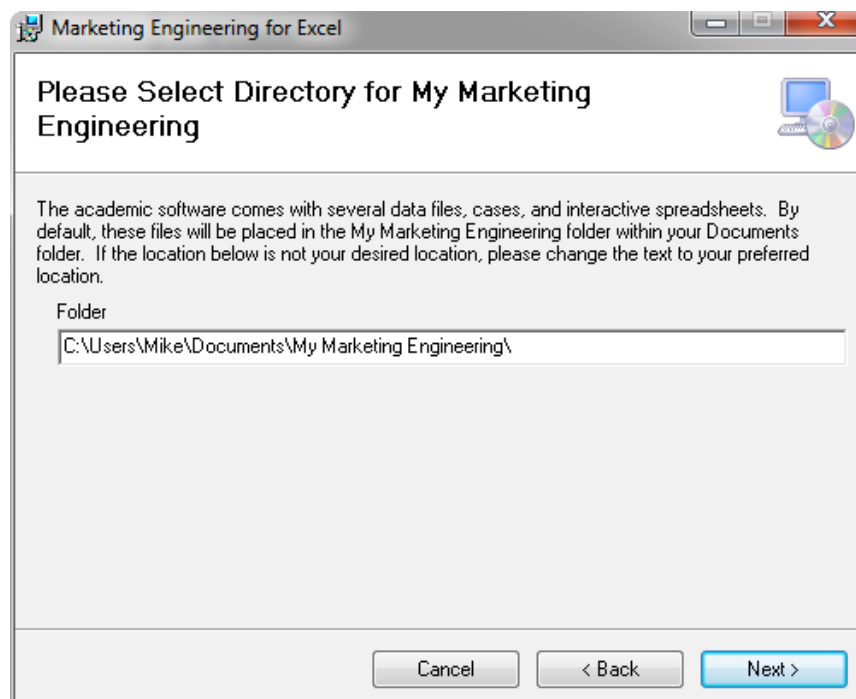 Marketing Engineering for Excel
Please Select Directory for My Marketing
Engineering
The academic software comes with several data files, cases, and interactive spreadsheets.  By
default, these files will be placed in the My Marketing Engineering folder within your Documents
folder.  If the location below is not your desired location, please change the text to your preferred
location.
Folder
C:\Users\Mike\Documents\My Marketing Engineering\
Cancel
< Back
Next >